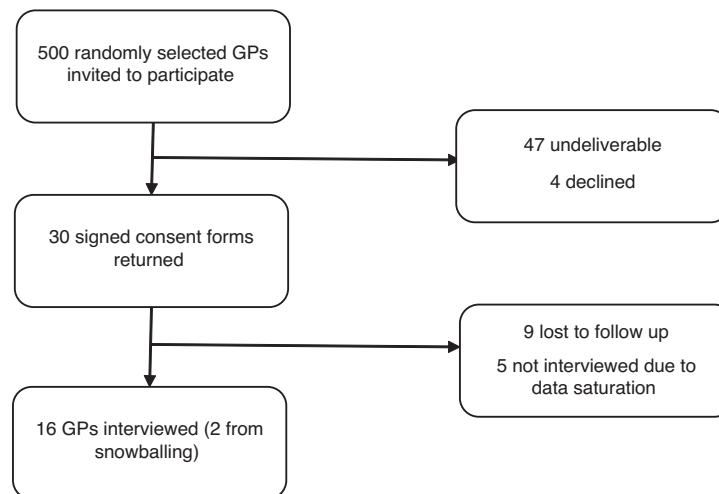 500 randomly selected GPs
invited to participate
47 undeliverable
4 declined
30 signed consent forms
returned
9 lost to follow up
5 not interviewed due to
data saturation
16 GPs interviewed (2 from
snowballing)